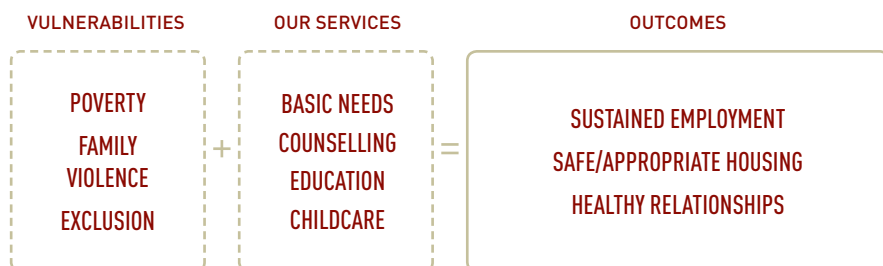 VULNERABILITIES
POVERTY
FAMILY
VIOLENCE
EXCLUSION
+
OUR SERVICES
BASIC NEEDS
COUNSELLING
EDUCATION
CHILDCARE
=
OUTCOMES
SUSTAINED EMPLOYMENT
SAFE/APPROPRIATE HOUSING
HEALTHY RELATIONSHIPS